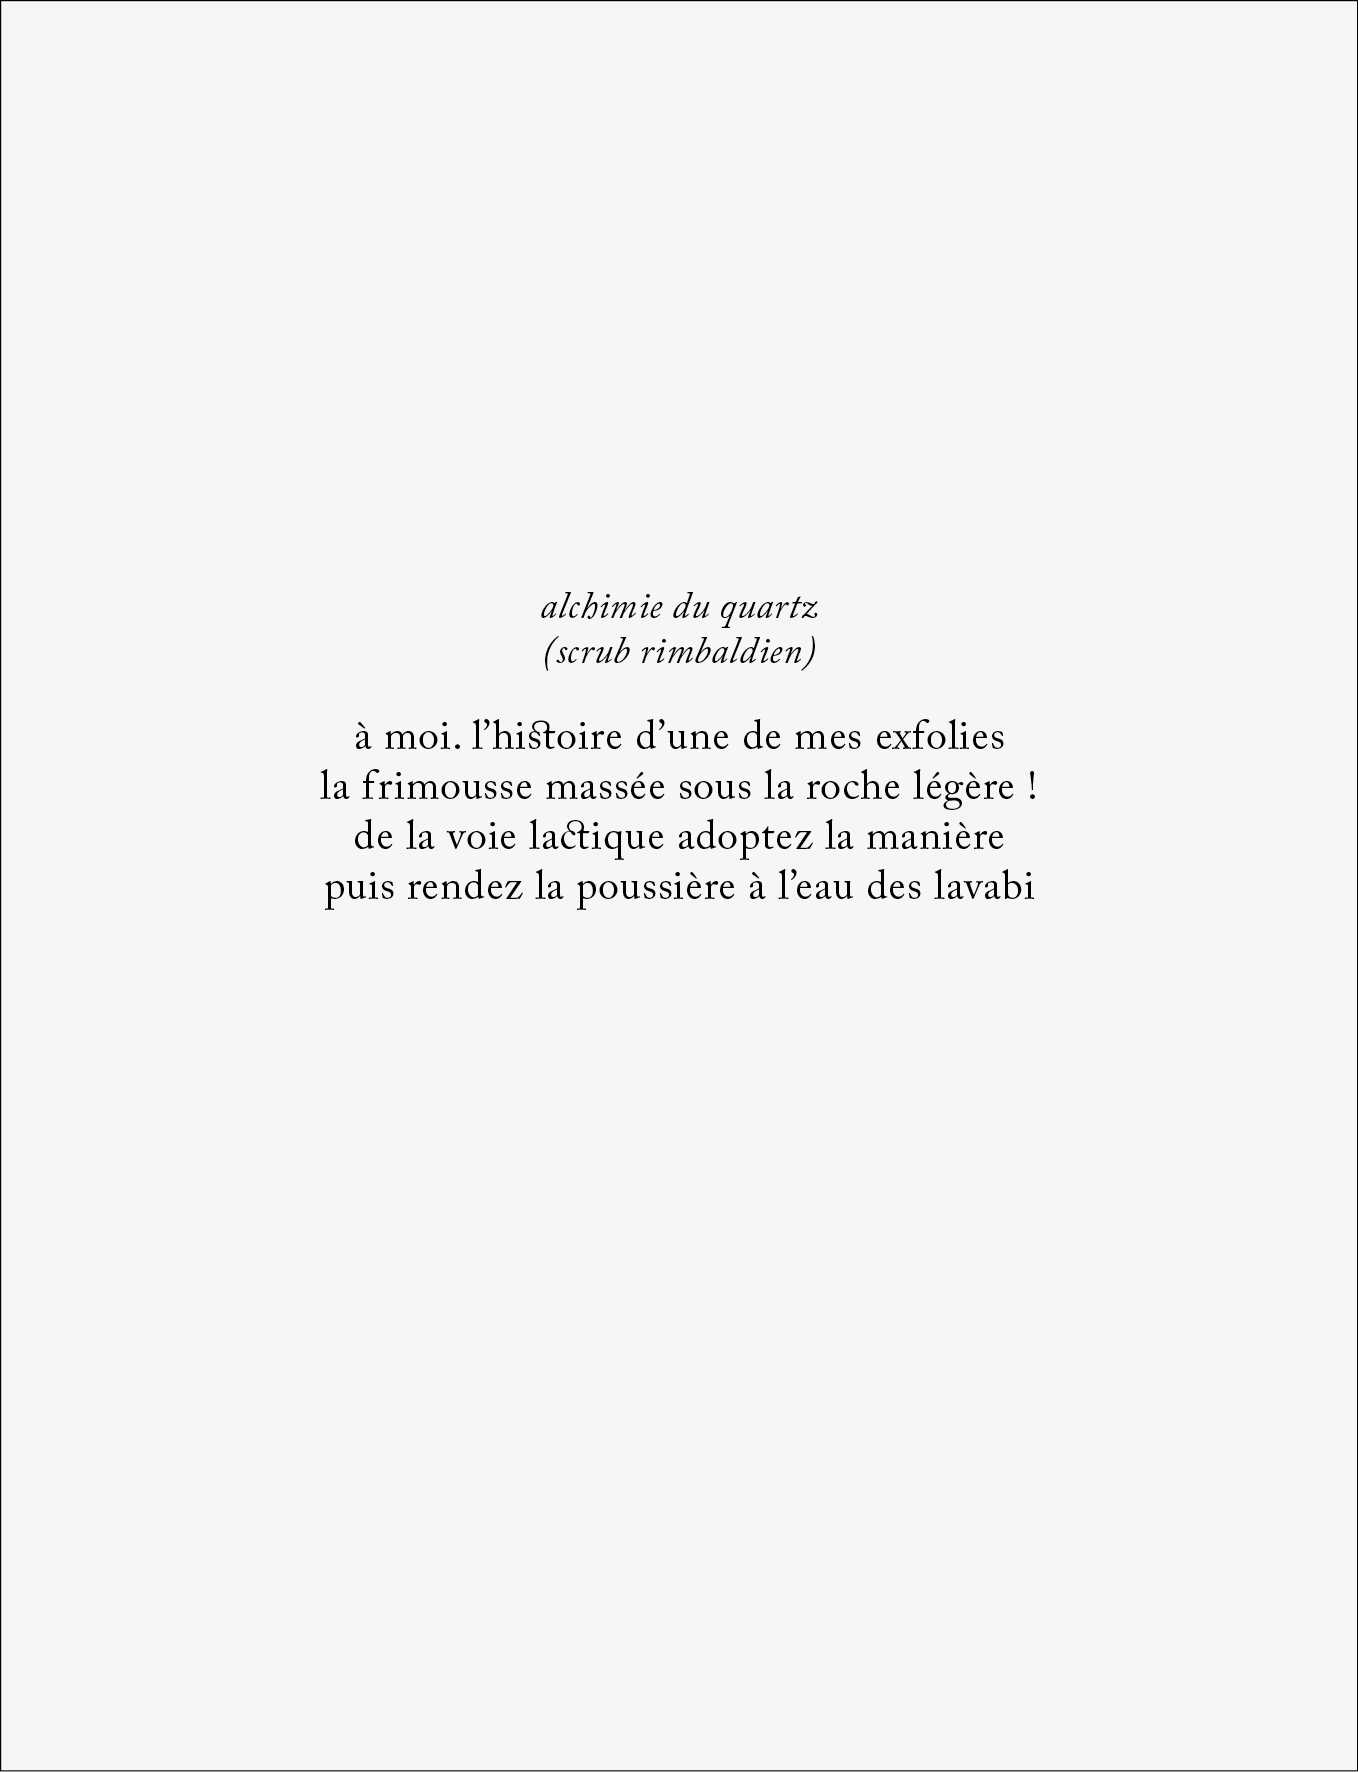 alchimie du quartz
(scrub rimbaldien)
à moi. l’histoire d’une de mes exfolies
la frimousse massée sous la roche légère !
de la voie lactique adoptez la manière
puis rendez la poussière à l’eau des lavabi